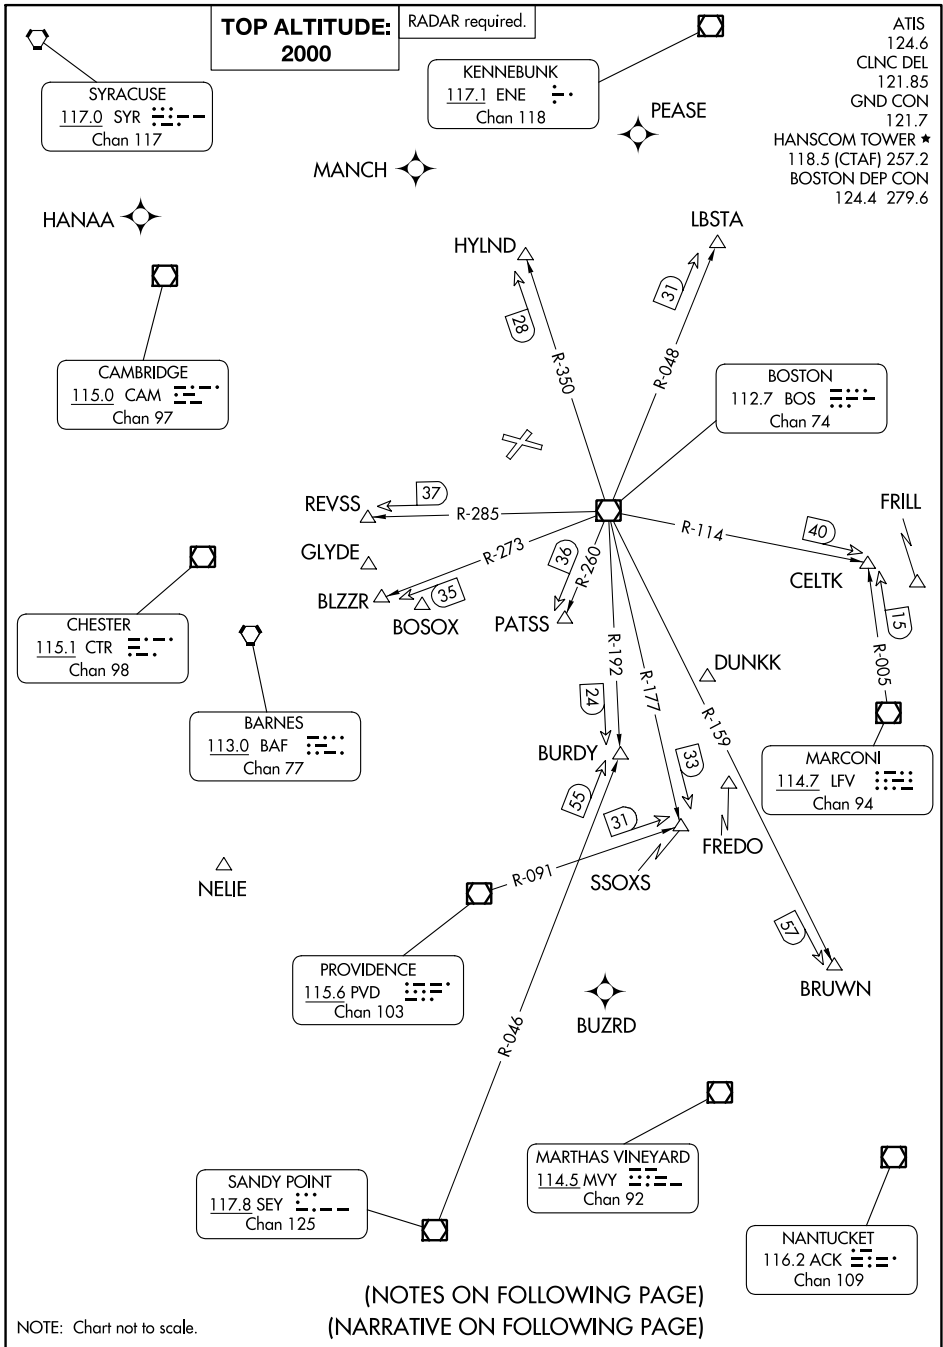 TOP ALTITUDE:
2000
RADAR required.
ATIS
124.6
CLNC DEL
121.85
GND CON
121.7
HANSCOM TOWER ★
118.5 (CTAF) 257.2
BOSTON DEP CON
124.4 279.6
SYRACUSE
117.0 SYR
Chan 117
KENNEBUNK
117.1 ENE
Chan 118
PEASE
MANCH
HANAA
LBSTA
HYLND
31
28
R-350
R-048
CAMBRIDGE
115.0 CAM
Chan 97
BOSTON
112.7 BOS
Chan 74
REVSS
37
R-285
R-114
40
FRILL
GLYDE
R-273
36
R-260
CELTK
BLZZR
35
BOSOX
PATSS
15
CHESTER
115.1 CTR
Chan 98
R-192
R-177
DUNKK
R-005
BARNES
113.0 BAF
Chan 77
24
R-159
BURDY
33
MARCONI
114.7 LFV
Chan 94
55
31
FREDO
NELIE
R-091
SSOXS
57
BRUWN
PROVIDENCE
115.6 PVD
Chan 103
BUZRD
R-046
MARTHAS VINEYARD
114.5 MVY
Chan 92
SANDY POINT
117.8 SEY
Chan 125
NANTUCKET
116.2 ACK
Chan 109
(NOTES ON FOLLOWING PAGE)
NOTE: Chart not to scale.
(NARRATIVE ON FOLLOWING PAGE)